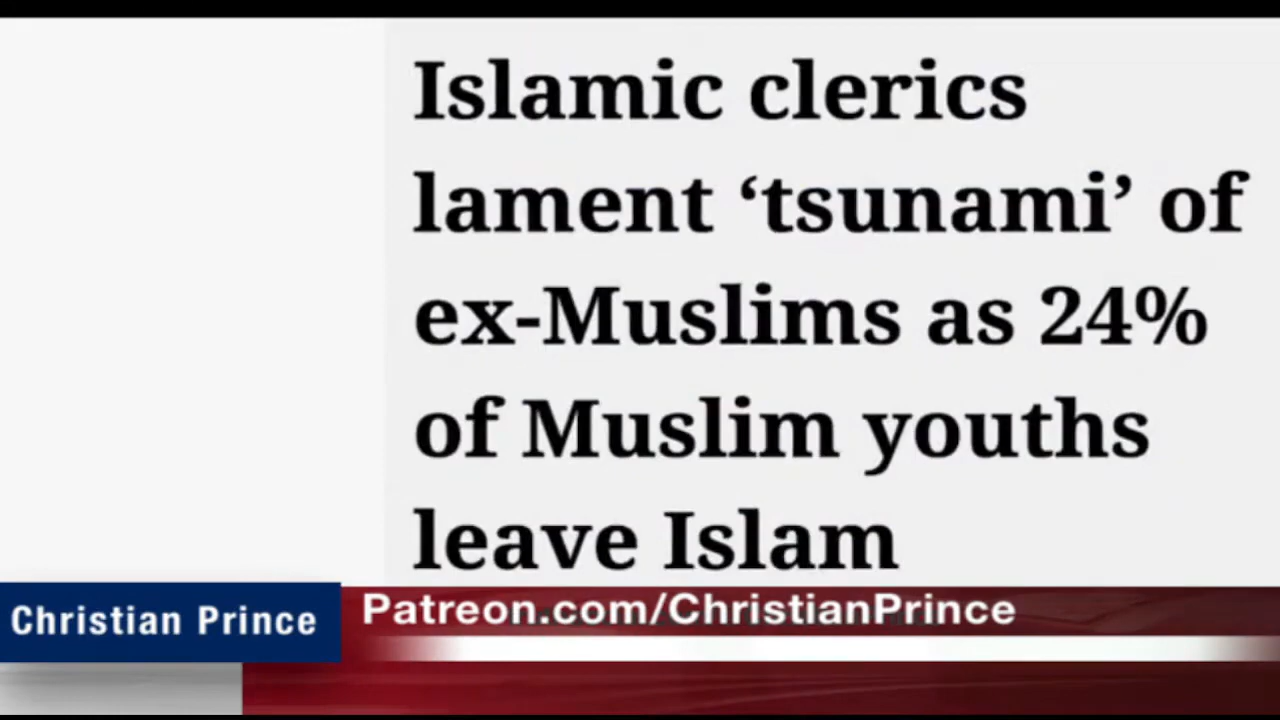 Islamic clerics
lament ‘tsunami’ of
ex-Muslims as 24%
of Muslim youths
leave Islam
Christian Prince
Patreon.com/ChristianPrince